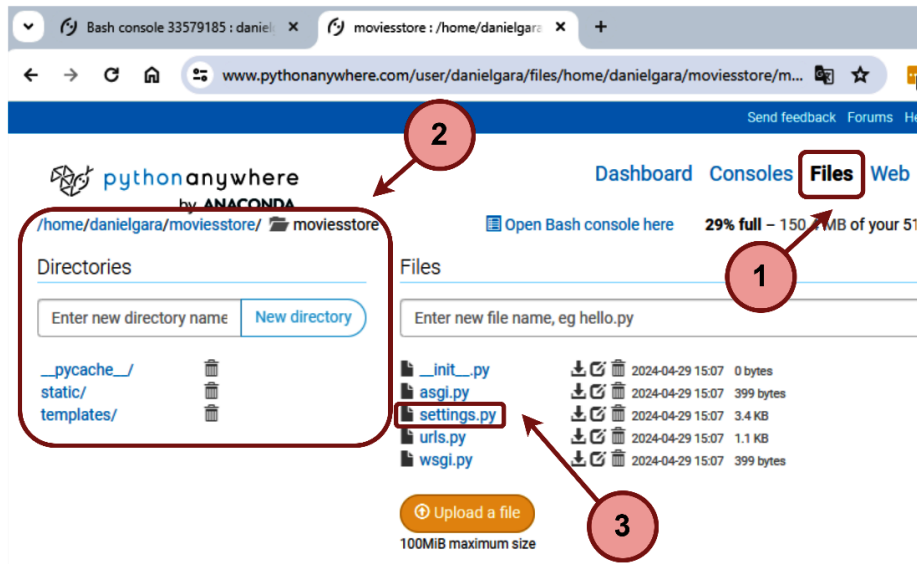 Bash console 33579185 : daniel
moviesstore : /home/danielgara
www.pythonanywhere.com/user/danielgara/files/home/danielgara/moviesstore/m...
Send feedback Forums He
2
pythonanywhere
by ANACONDA
Dashboard Consoles Files Web
/home/danielgara/moviesstore/ moviesstore
Open Bash console here 29% full – 150. MB of your 51
1
Directories
Files
Enter new directory name New directory
Enter new file name, eg hello.py
__pycache__/
static/
templates/
__init__.py 2024-04-29 15:07 0 bytes
asgi.py 2024-04-29 15:07 399 bytes
settings.py 2024-04-29 15:07 3.4 KB
urls.py 2024-04-29 15:07 1.1 KB
wsgi.py 2024-04-29 15:07 399 bytes
3
Upload a file
100MiB maximum size